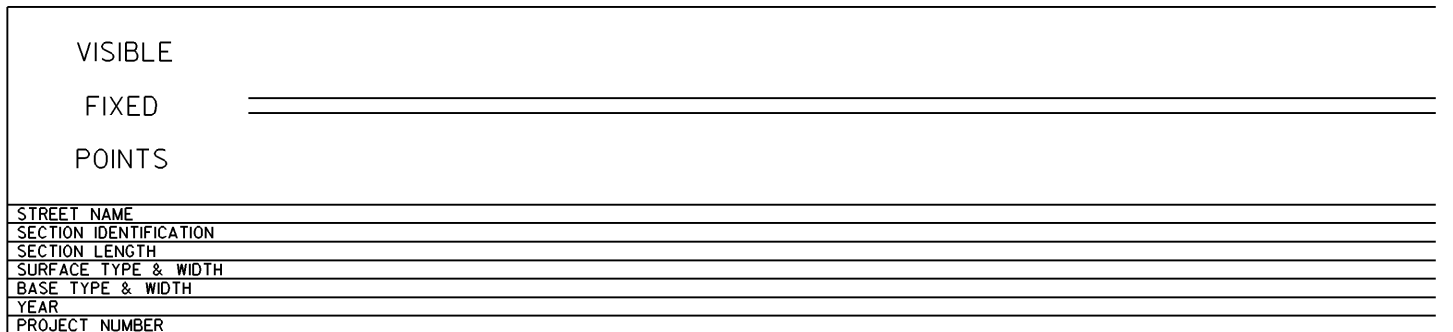 VISIBLE
FIXED
POINTS
STREET NAME
SECTION IDENTIFICATION
SECTION LENGTH
SURFACE TYPE & WIDTH
BASE TYPE & WIDTH
YEAR
PROJECT NUMBER